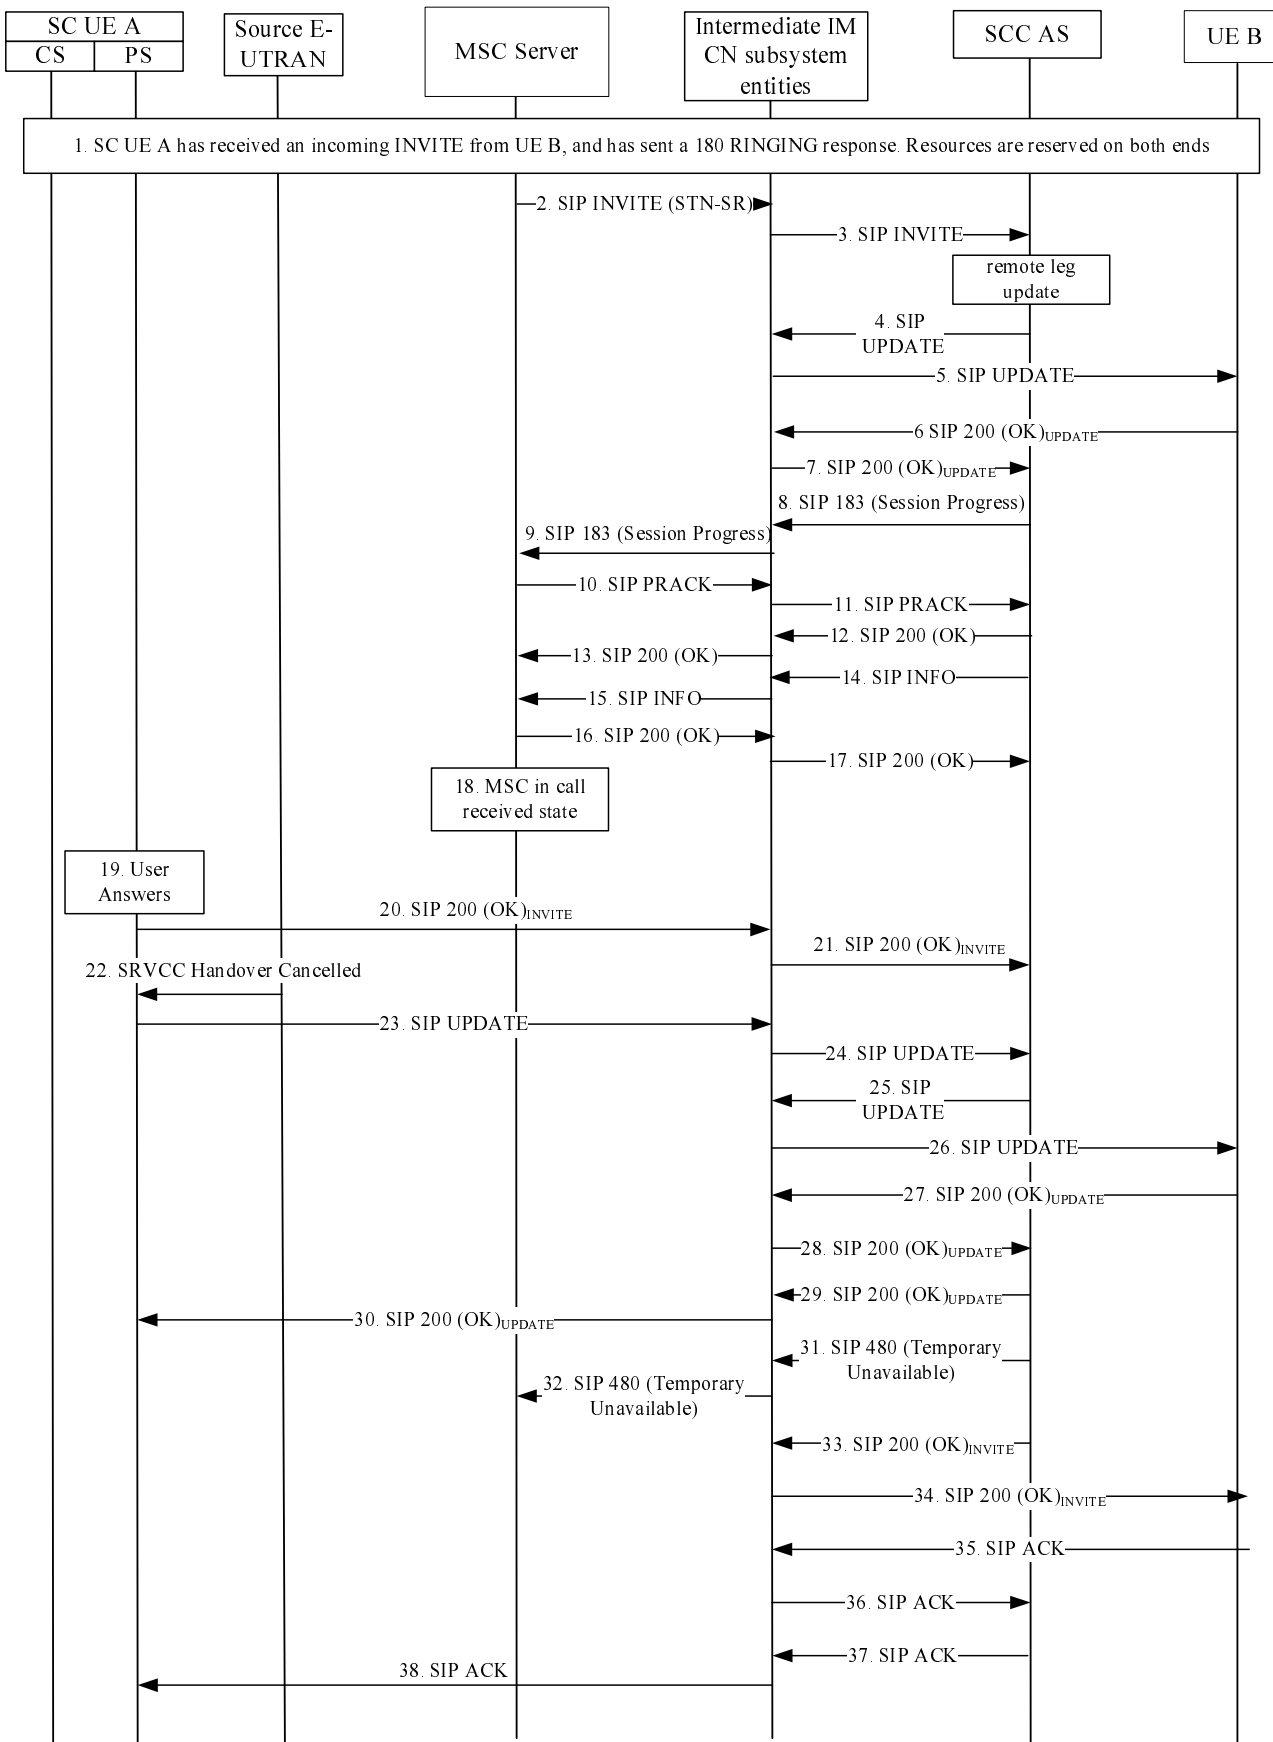 SC UE A
CS
PS
Source E-
UTRAN
MSC Server
Intermediate IM
CN subsystem
entities
SCC AS
UE B
1. SC UE A has received an incoming INVITE from UE B, and has sent a 180 RINGING response. Resources are reserved on both ends
2. SIP INVITE (STN-SR)
3. SIP INVITE
remote leg
update
4. SIP
UPDATE
5. SIP UPDATE
6 SIP 200 (OK)UPDATE
7. SIP 200 (OK)UPDATE
8. SIP 183 (Session Progress)
9. SIP 183 (Session Progress)
10. SIP PRACK
11. SIP PRACK
12. SIP 200 (OK)
13. SIP 200 (OK)
14. SIP INFO
15. SIP INFO
16. SIP 200 (OK)
17. SIP 200 (OK)
18. MSC in call
received state
19. User
Answers
20. SIP 200 (OK)INVITE
21. SIP 200 (OK)INVITE
22. SRVCC Handover Cancelled
23. SIP UPDATE
24. SIP UPDATE
25. SIP
UPDATE
26. SIP UPDATE
27. SIP 200 (OK)UPDATE
28. SIP 200 (OK)UPDATE
29. SIP 200 (OK)UPDATE
30. SIP 200 (OK)UPDATE
31. SIP 480 (Temporary
Unavailable)
32. SIP 480 (Temporary
Unavailable)
33. SIP 200 (OK)INVITE
34. SIP 200 (OK)INVITE
35. SIP ACK
36. SIP ACK
37. SIP ACK
38. SIP ACK